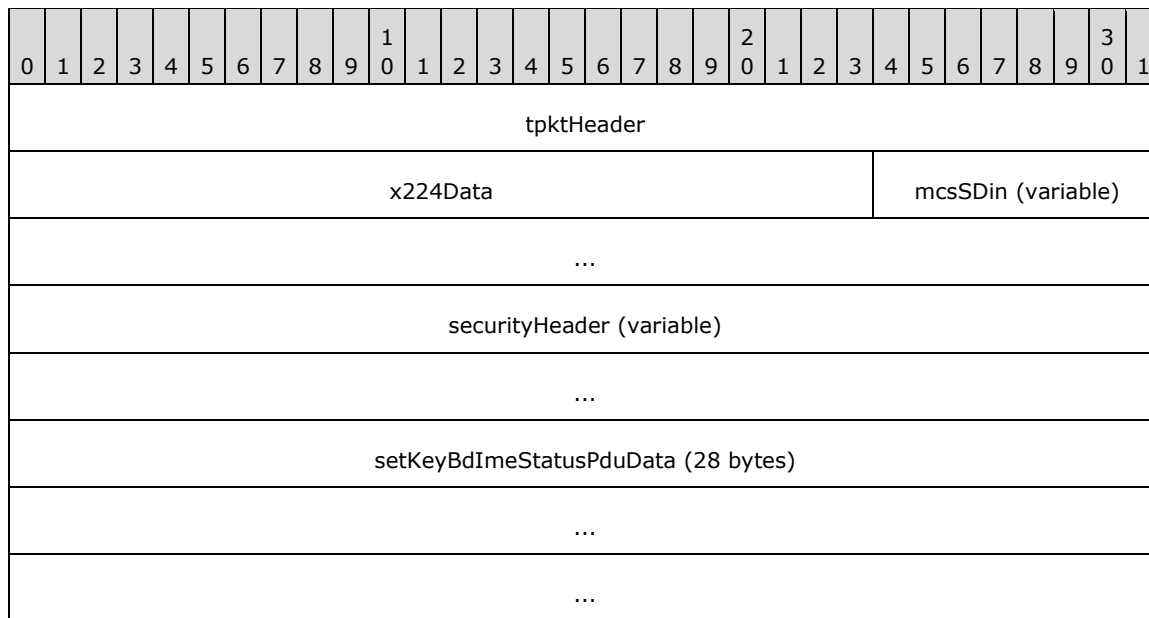 1 2 3
0 1 2 3 4 5 6 7 8 9 0 1 2 3 4 5 6 7 8 9 0 1 2 3 4 5 6 7 8 9 0 1
tpktHeader
x224Data mcsSDin (variable)
...
securityHeader (variable)
...
setKeyBdImeStatusPduData (28 bytes)
...
...